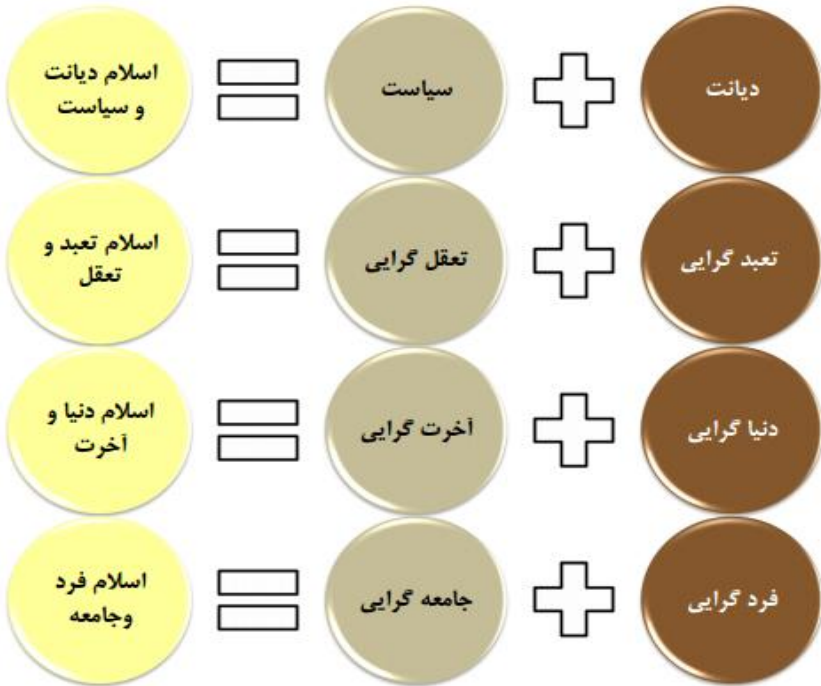 دیانت
سیاست
اسلام دیانت
و سیاست
تعبد گرایی
تعقل گرایی
اسلام تعبد و
تعقل
دنیا گرایی
آخرت گرایی
اسلام دنیا و
آخرت
فرد گرایی
جامعه گرایی
اسلام فرد
وجامعه